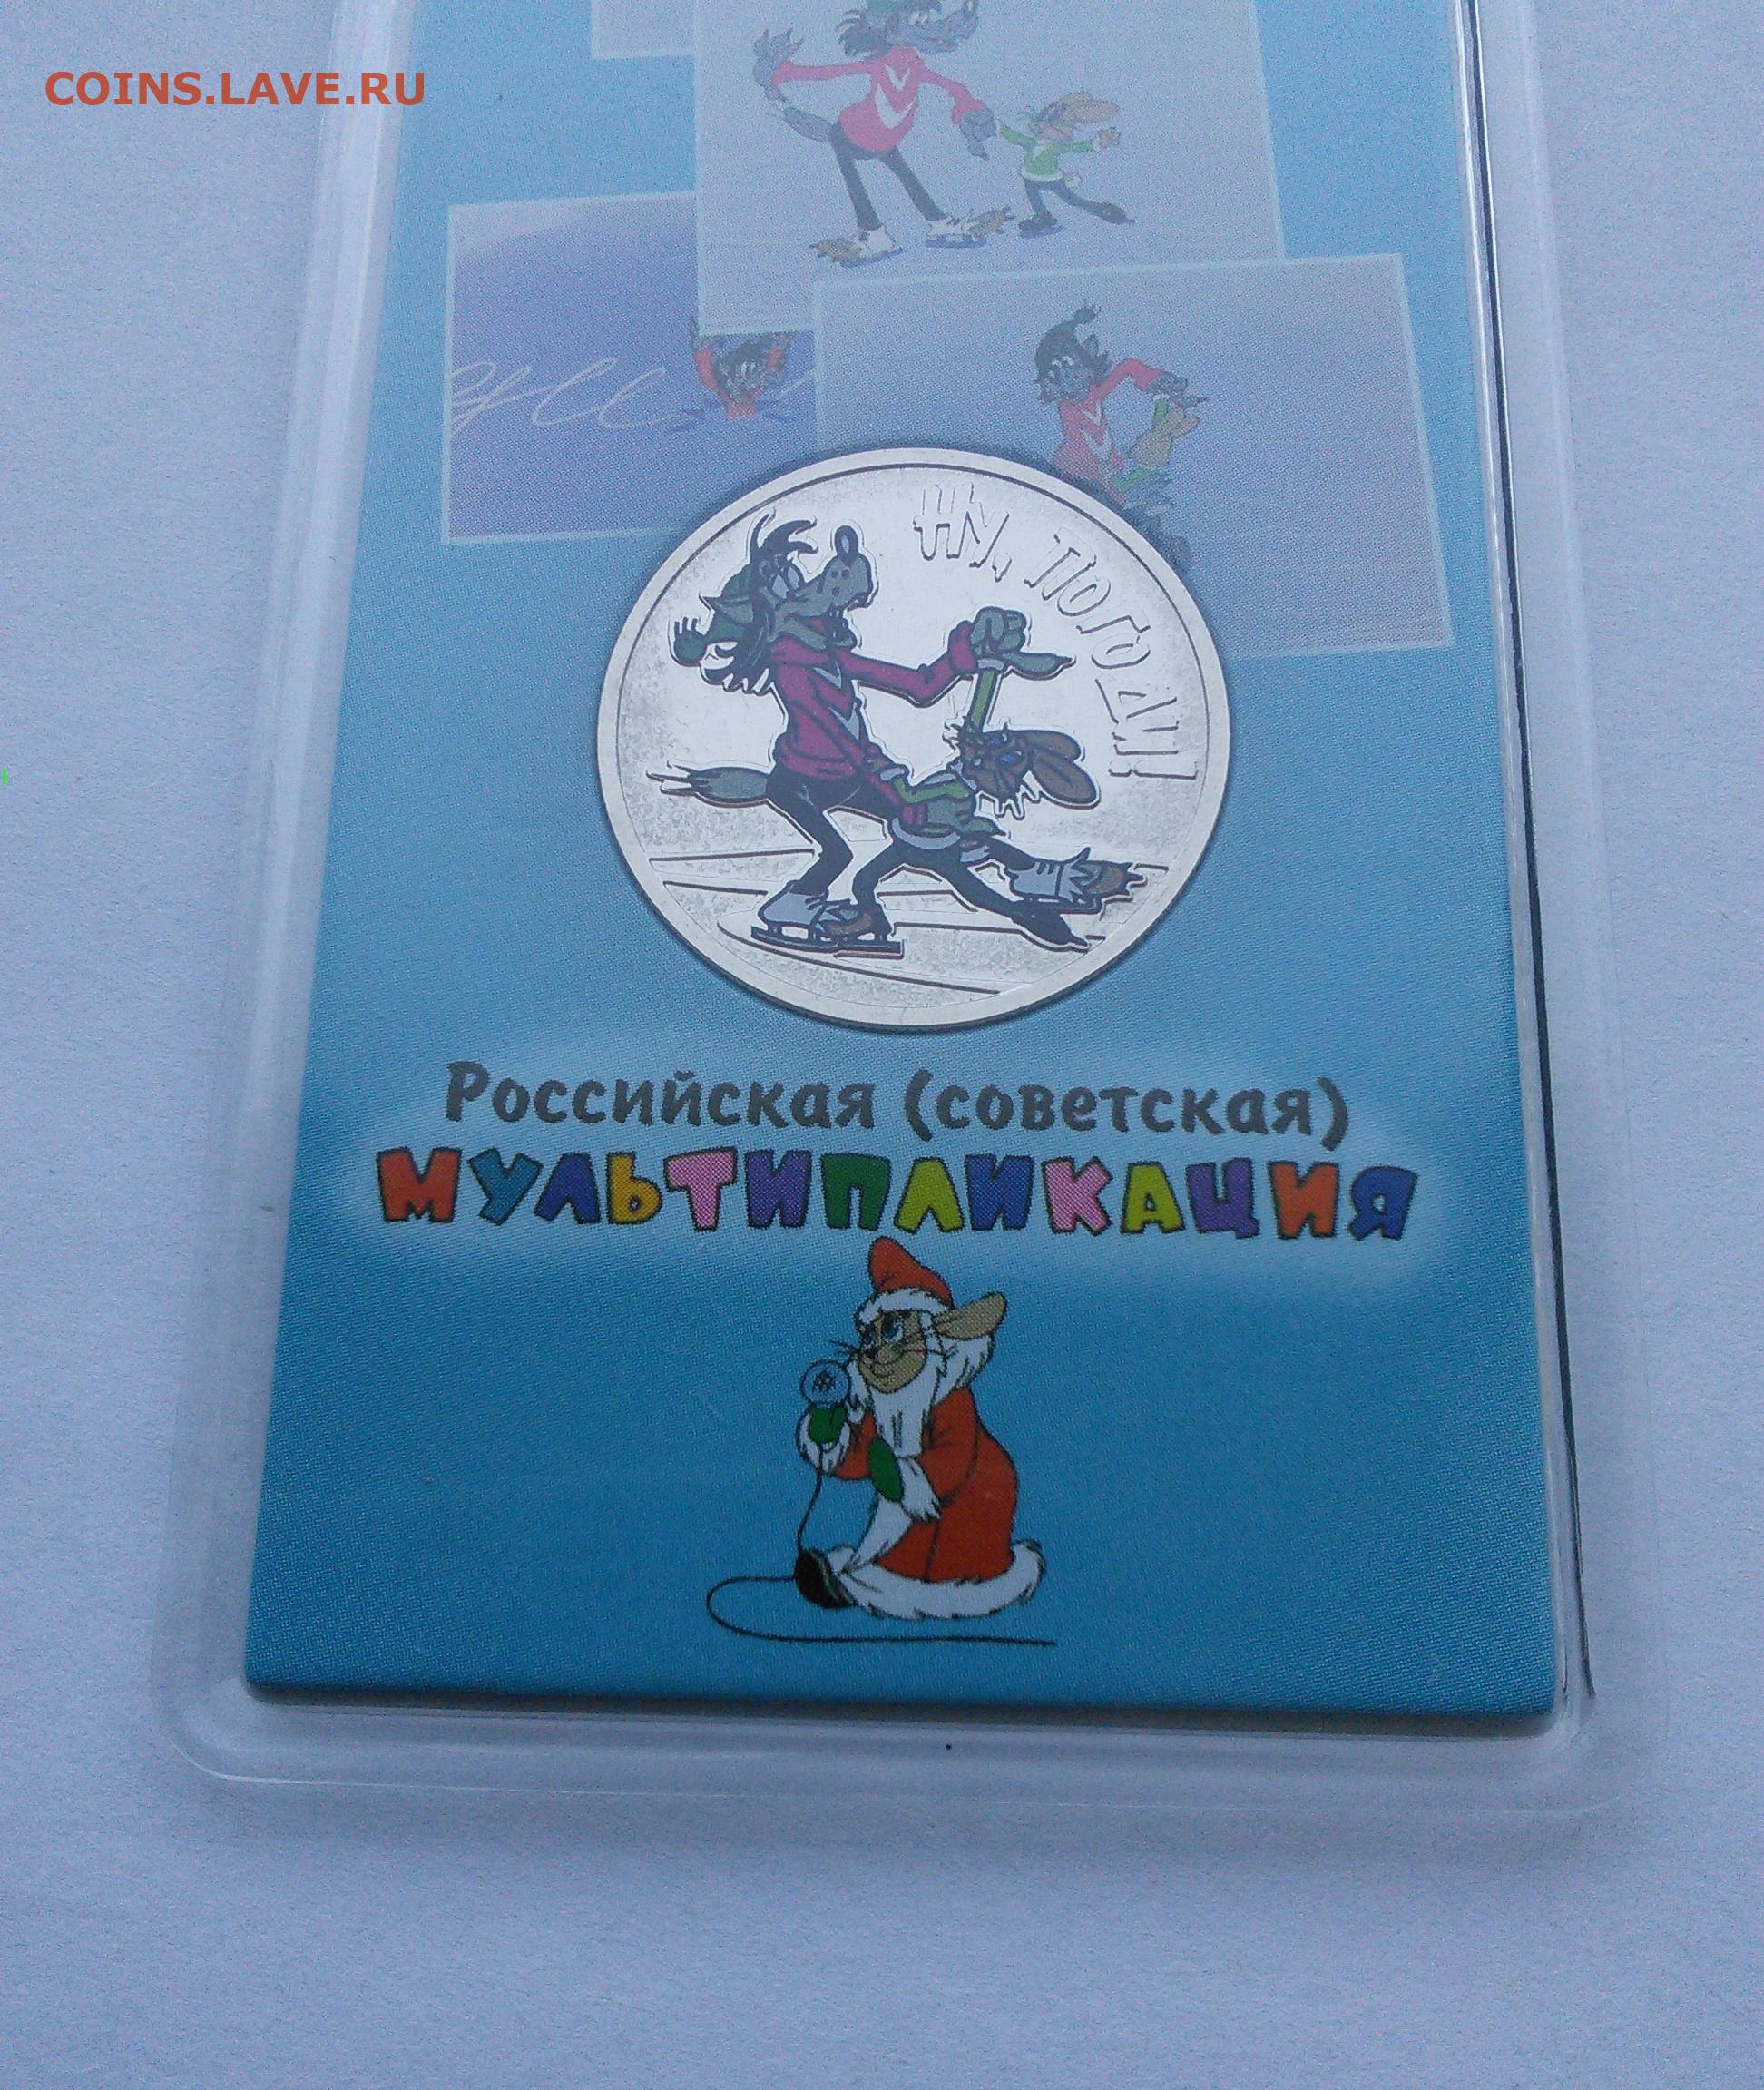 COINS.LAVE.RU
Ну, погоди!
Российская (советская)
МУЛЬТИПЛИКАЦИЯ